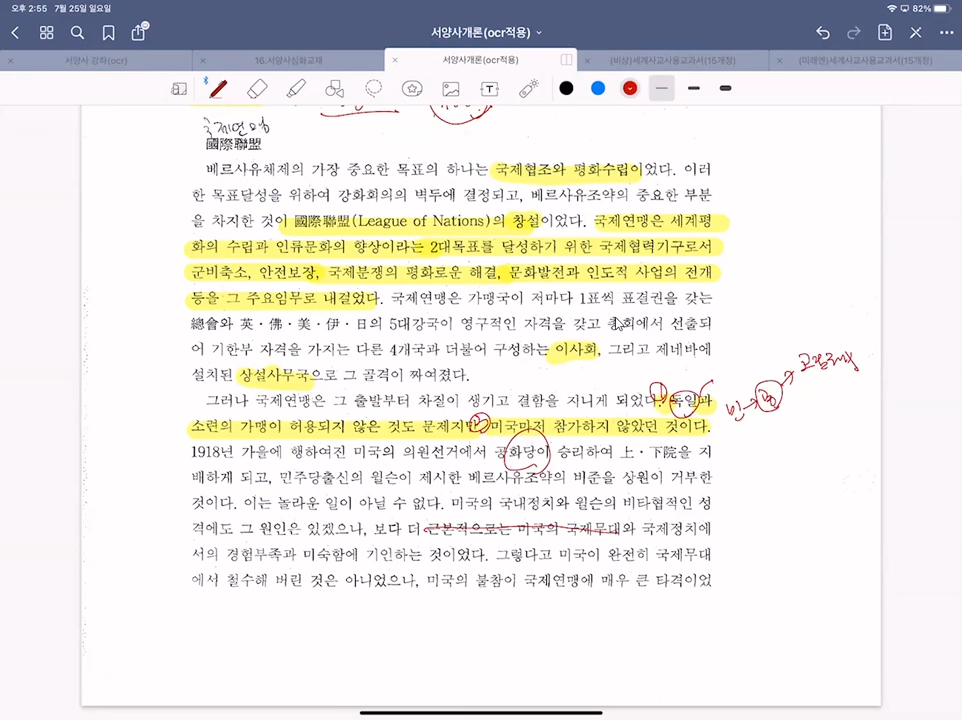 오후 2:55 7월 25일 일요일
82%
서양사개론(ocr적용)
서양사 강좌(ocr)
16.서양사심화교재
서양사개론(ocr적용)
(비상)세계사교사용교과서(15개정)
(미래엔)세계사교사용교과서(15개정)
국제연맹
國際聯盟
베르사유체제의 가장 중요한 목표의 하나는 국제협조와 평화수립이었다. 이러
한 목표달성을 위하여 강화회의의 벽두에 결정되고, 베르사유조약의 중요한 부분
을 차지한 것이 國際聯盟(League of Nations)의 창설이었다. 국제연맹은 세계평
화의 수립과 인류문화의 향상이라는 2대목표를 달성하기 위한 국제협력기구로서
군비축소, 안전보장, 국제분쟁의 평화로운 해결, 문화발전과 인도적 사업의 전개
등을 그 주요임무로 내걸었다. 국제연맹은 가맹국이 저마다 1표씩 표결권을 갖는
總會와 英·佛·美·伊·日의 5대강국이 영구적인 자격을 갖고 총회에서 선출되
어 기한부 자격을 가지는 다른 4개국과 더불어 구성하는 이사회, 그리고 제네바에
설치된 상설사무국으로 그 골격이 짜여졌다.
그러나 국제연맹은 그 출발부터 차질이 생기고 결함을 지니게 되었다. 독일과
소련의 가맹이 허용되지 않은 것도 문제지만 미국마저 참가하지 않았던 것이다.
1918년 가을에 행하여진 미국의 의원선거에서 공화당이 승리하여 上·下院을 지
배하게 되고, 민주당출신의 윌슨이 제시한 베르사유조약의 비준을 상원이 거부한
것이다. 이는 놀라운 일이 아닐 수 없다. 미국의 국내정치와 윌슨의 비타협적인 성
격에도 그 원인은 있겠으나, 보다 더 근본적으로는 미국의 국제무대와 국제정치에
서의 경험부족과 미숙함에 기인하는 것이었다. 그렇다고 미국이 완전히 국제무대
에서 철수해 버린 것은 아니었으나, 미국의 불참이 국제연맹에 매우 큰 타격이었